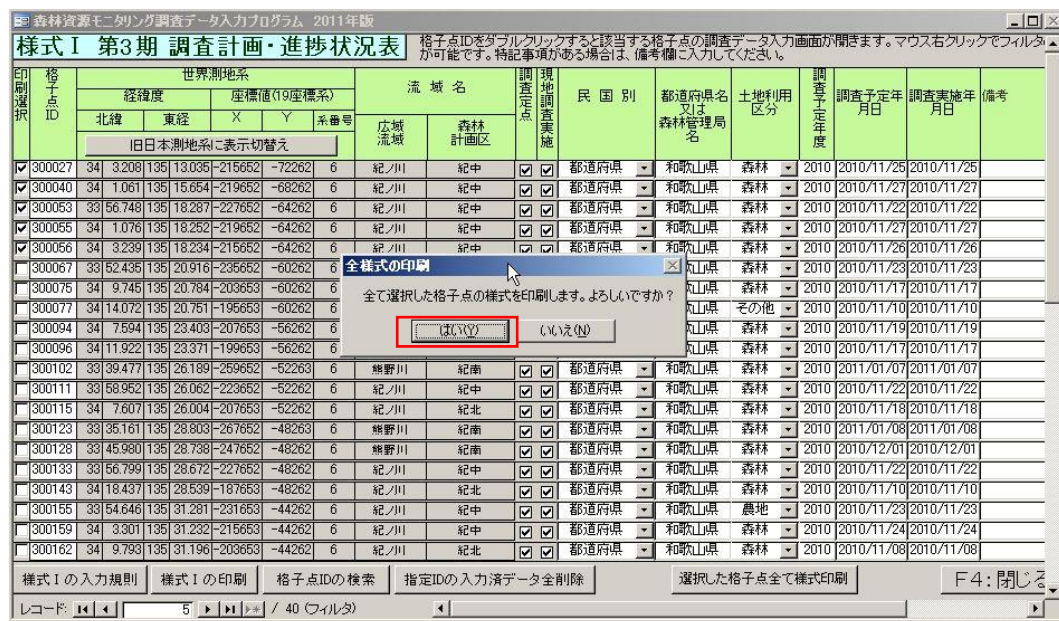 森林資源モニタリング調査データ入力プログラム 2011年版
様式Ⅰ 第3期 調査計画・進捗状況表
格子点IDをダブルクリックすると該当する格子点の調査データ入力画面が開きます。マウス右クリックでフィルタ
が可能です。特記事項がある場合は、備考欄に入力してください。
印刷選択 格子点ID 世界測地系 流域名 調査定点 現地調査実施 民国別 都道府県名又は森林管理局名 土地利用区分 調査予定年度 調査予定年月日 調査実施年月日 備考
経緯度 座標値(19座標系)
北緯 東経 X Y 系番号 広域流域 森林計画区
旧日本測地系に表示切替え
300027 34 3.208 135 13.035 -215652 -72262 6 紀ノ川 紀中 都道府県 和歌山県 森林 2010 2010/11/25 2010/11/25
300040 34 1.061 135 15.654 -219652 -68262 6 紀ノ川 紀中 都道府県 和歌山県 森林 2010 2010/11/27 2010/11/27
300053 33 56.748 135 18.287 -227652 -64262 6 紀ノ川 紀中 都道府県 和歌山県 森林 2010 2010/11/22 2010/11/22
300055 34 1.076 135 18.252 -219652 -64262 6 紀ノ川 紀中 都道府県 和歌山県 森林 2010 2010/11/27 2010/11/27
300056 34 3.239 135 18.234 -215652 -64262 6 紀ノ川 紀中 都道府県 和歌山県 森林 2010 2010/11/26 2010/11/26
300067 33 52.435 135 20.916 -235652 -60262 6 山県 森林 2010 2010/11/23 2010/11/23
300075 34 9.745 135 20.784 -203653 -60262 6 山県 森林 2010 2010/11/17 2010/11/17
300077 34 14.072 135 20.751 -195653 -60262 6 山県 その他 2010 2010/11/10 2010/11/10
300094 34 7.594 135 23.403 -207653 -56262 6 山県 森林 2010 2010/11/19 2010/11/19
300096 34 11.922 135 23.371 -199653 -56262 6 山県 森林 2010 2010/11/17 2010/11/17
全様式の印刷
全て選択した格子点の様式を印刷します。よろしいですか？
はい(Y) いいえ(N)
300102 33 39.477 135 26.189 -259652 -52263 6 熊野川 紀南 都道府県 和歌山県 森林 2010 2011/01/07 2011/01/07
300111 33 58.952 135 26.062 -223652 -52262 6 紀ノ川 紀中 都道府県 和歌山県 森林 2010 2010/11/22 2010/11/22
300115 34 7.607 135 26.004 -207653 -52262 6 紀ノ川 紀北 都道府県 和歌山県 森林 2010 2010/11/18 2010/11/18
300123 33 35.161 135 28.803 -267652 -48263 6 熊野川 紀南 都道府県 和歌山県 森林 2010 2011/01/08 2011/01/08
300128 33 45.980 135 28.738 -247652 -48262 6 熊野川 紀南 都道府県 和歌山県 森林 2010 2010/12/01 2010/12/01
300133 33 56.799 135 28.672 -227652 -48262 6 紀ノ川 紀中 都道府県 和歌山県 森林 2010 2010/11/22 2010/11/22
300143 34 18.437 135 28.539 -187653 -48262 6 紀ノ川 紀北 都道府県 和歌山県 森林 2010 2010/11/10 2010/11/10
300155 33 54.646 135 31.281 -231653 -44262 6 紀ノ川 紀中 都道府県 和歌山県 農地 2010 2010/11/23 2010/11/23
300159 34 3.301 135 31.232 -215653 -44262 6 紀ノ川 紀中 都道府県 和歌山県 森林 2010 2010/11/24 2010/11/24
300162 34 9.793 135 31.196 -203653 -44262 6 紀ノ川 紀北 都道府県 和歌山県 森林 2010 2010/11/08 2010/11/08
様式Ⅰの入力規則 様式Ⅰの印刷 格子点IDの検索 指定IDの入力済データ全削除 選択した格子点全て様式印刷 F4:閉じる
レコード: 5 / 40 (フィルタ)